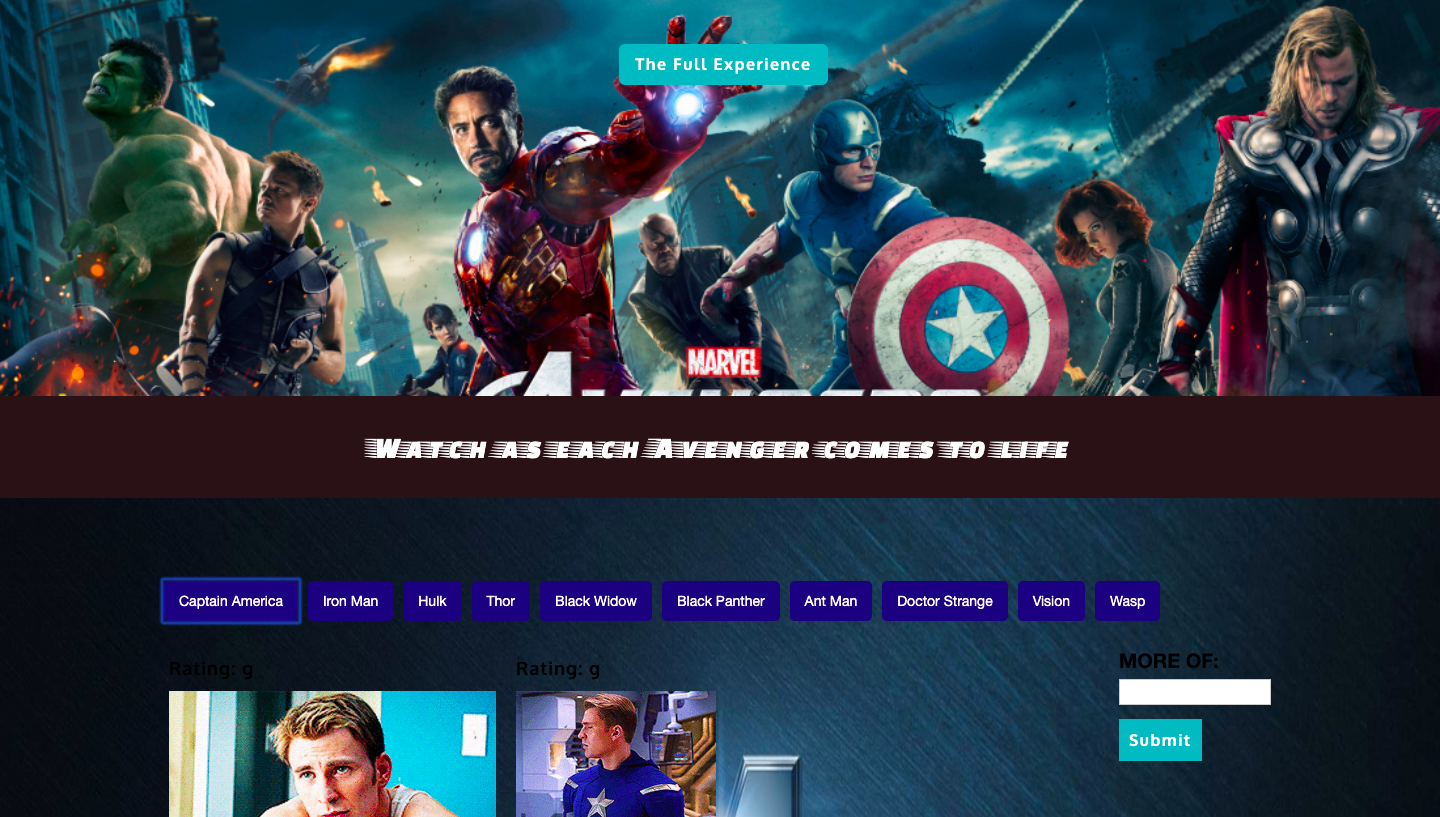 The Full Experience
MARVEL
Watch as each Avenger comes to life
Captain America Iron Man Hulk Thor Black Widow Black Panther Ant Man Doctor Strange Vision Wasp
Rating: g Rating: g
MORE OF:
Submit